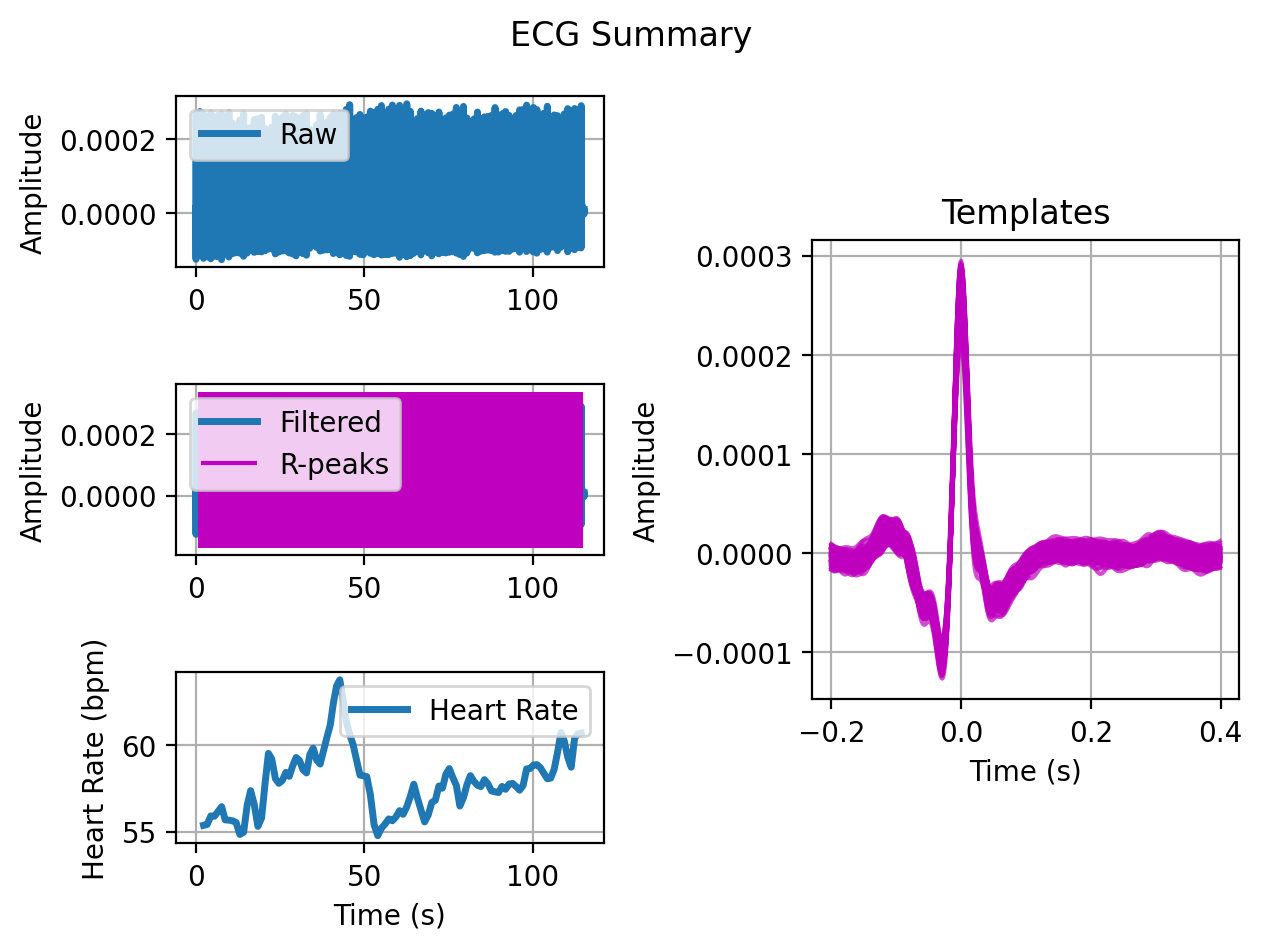 ECG Summary
Amplitude
0.0002
0.0000
Raw
0 50 100
Amplitude
0.0002
0.0000
Filtered
R-peaks
0 50 100
Heart Rate (bpm)
60
55
Heart Rate
0 50 100
Time (s)
Templates
Amplitude
0.0003
0.0002
0.0001
0.0000
−0.0001
−0.2 0.0 0.2 0.4
Time (s)